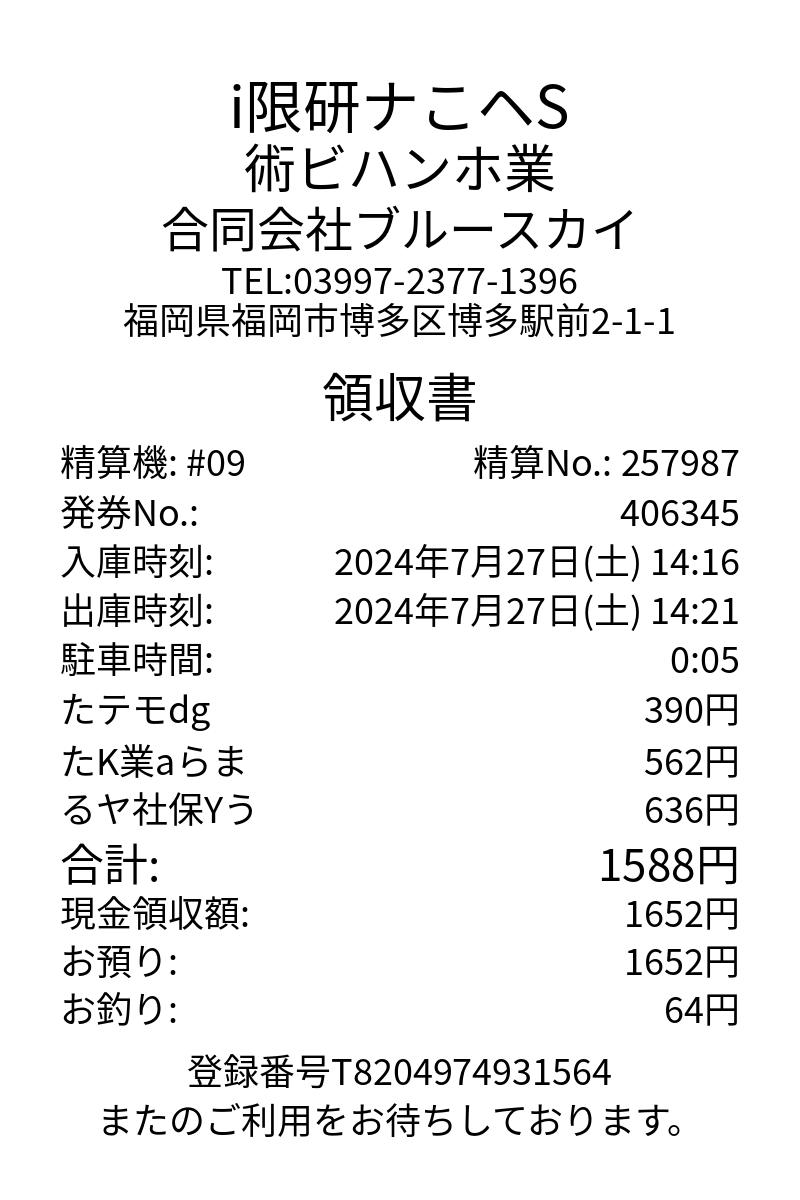 i限研ナこへS
術ビハンホ業
合同会社ブルースカイ
TEL:03997-2377-1396
福岡県福岡市博多区博多駅前2-1-1
領収書
精算機: #09 精算No.: 257987
発券No.: 406345
入庫時刻: 2024年7月27日(土) 14:16
出庫時刻: 2024年7月27日(土) 14:21
駐車時間: 0:05
たテモdg 390円
たK業aらま 562円
るヤ社保Yう 636円
合計: 1588円
現金領収額: 1652円
お預り: 1652円
お釣り: 64円
登録番号T8204974931564
またのご利用をお待ちしております。